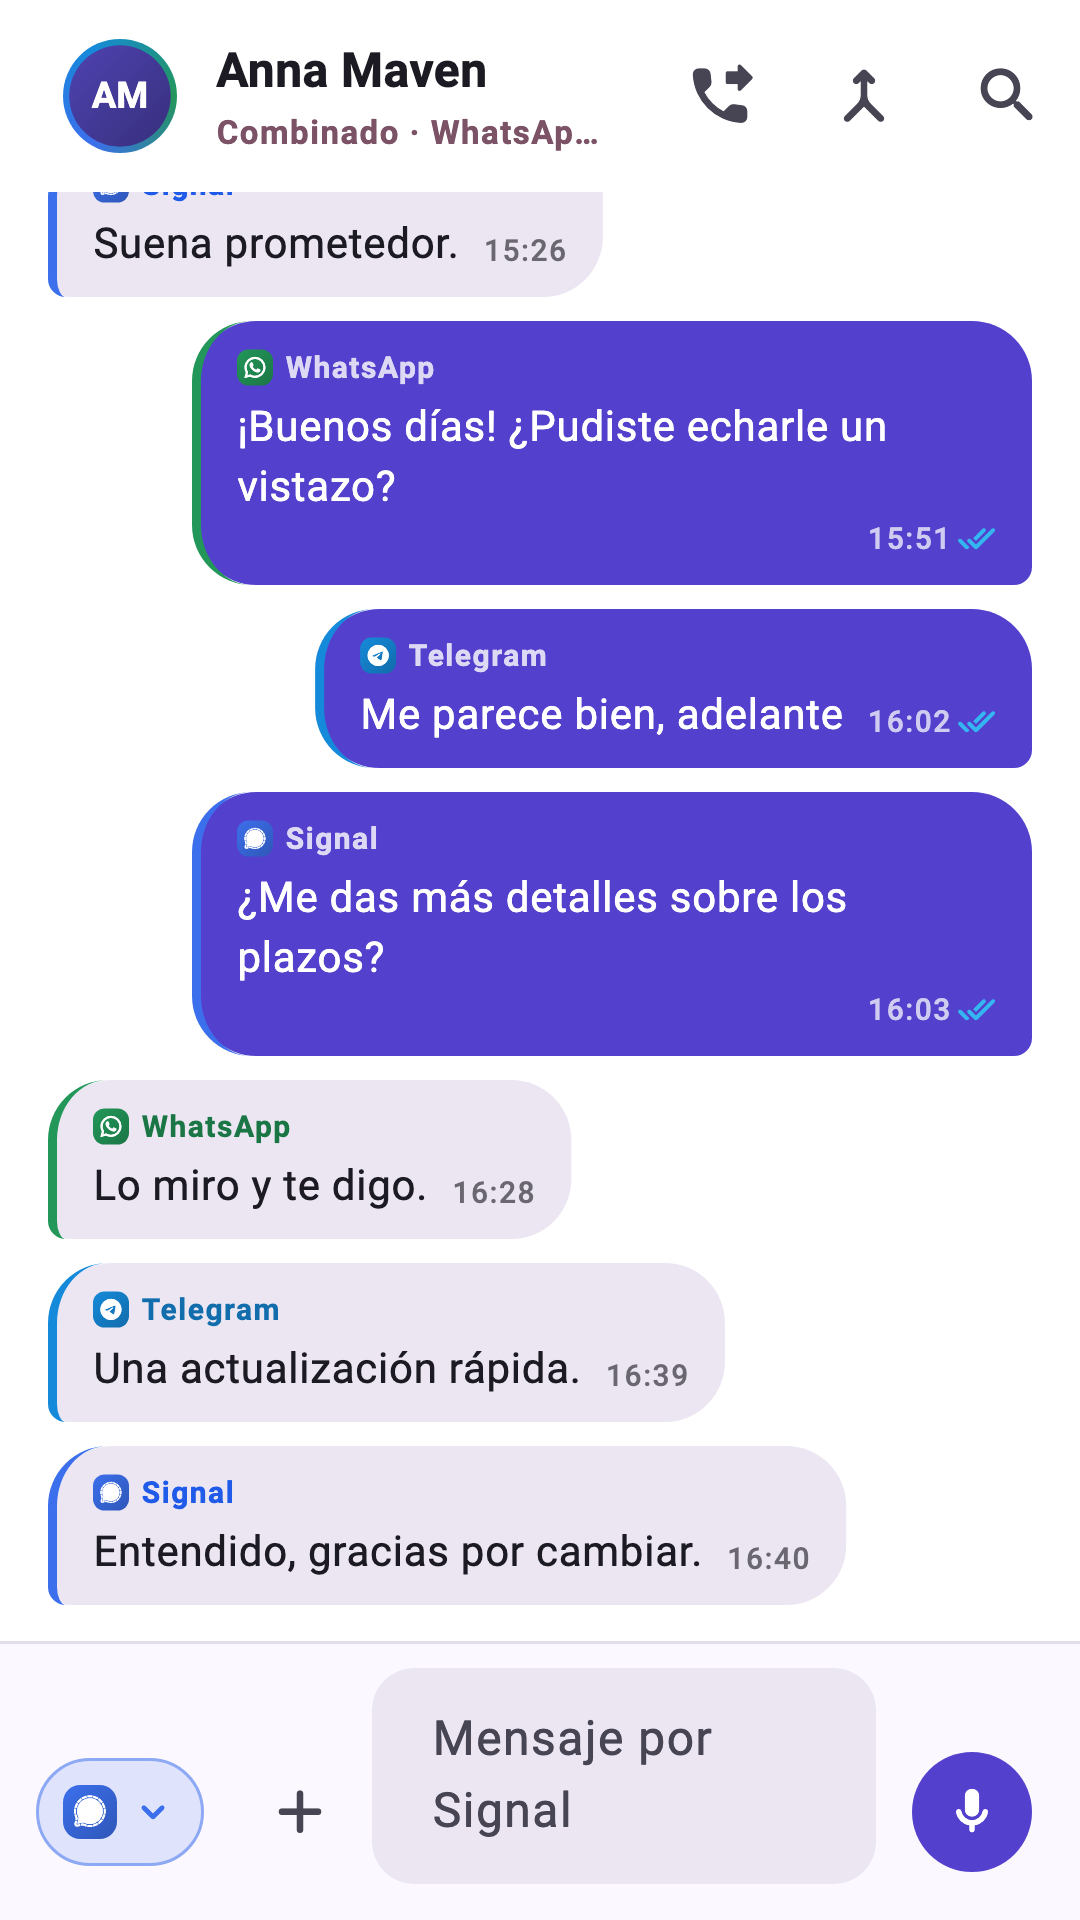 AM
Anna Maven
Combinado · WhatsAp...
Signal
Suena prometedor. 15:26
WhatsApp
¡Buenos días! ¿Pudiste echarle un
vistazo?
15:51
Telegram
Me parece bien, adelante 16:02
Signal
¿Me das más detalles sobre los
plazos?
16:03
WhatsApp
Lo miro y te digo. 16:28
Telegram
Una actualización rápida. 16:39
Signal
Entendido, gracias por cambiar. 16:40
Mensaje por
Signal